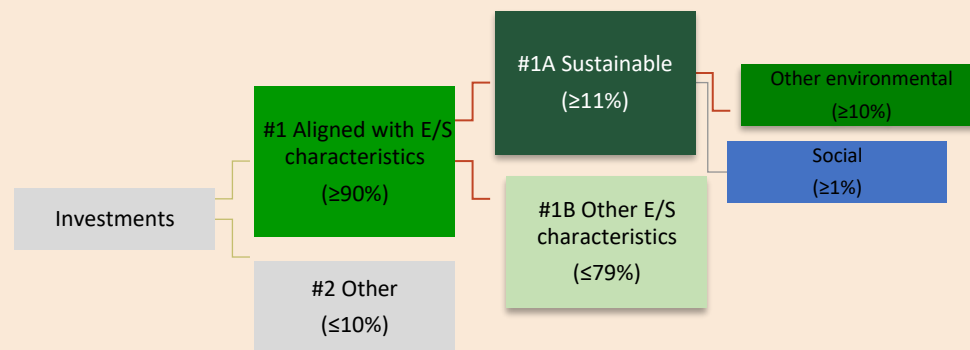 Investments
#1 Aligned with E/S
characteristics
(≥90%)
#2 Other
(≤10%)
#1A Sustainable
(≥11%)
#1B Other E/S
characteristics
(≤79%)
Other environmental
(≥10%)
Social
(≥1%)